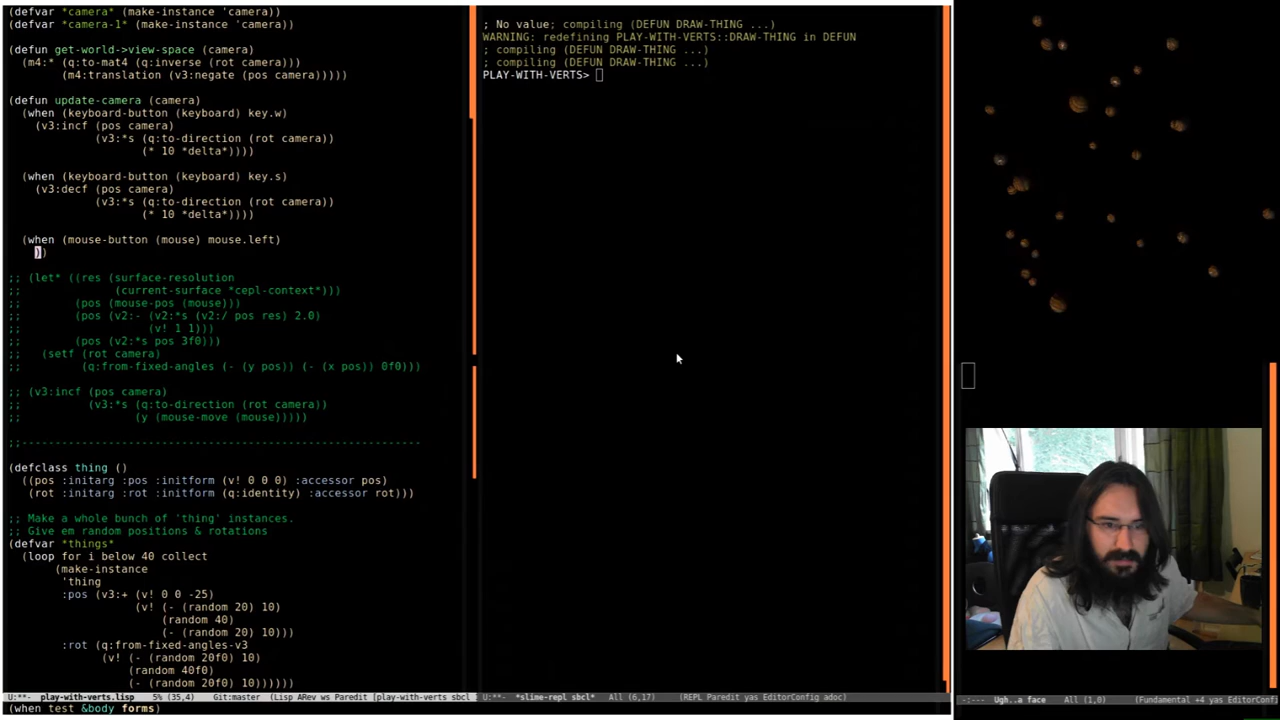 (defvar *camera* (make-instance 'camera))
(defvar *camera-1* (make-instance 'camera))
(defun get-world->view-space (camera)
(m4:* (q:to-mat4 (q:inverse (rot camera)))
(m4:translation (v3:negate (pos camera)))))
(defun update-camera (camera)
(when (keyboard-button (keyboard) key.w)
(v3:incf (pos camera)
(v3:*s (q:to-direction (rot camera))
(* 10 *delta*))))
(when (keyboard-button (keyboard) key.s)
(v3:decf (pos camera)
(v3:*s (q:to-direction (rot camera))
(* 10 *delta*))))
(when (mouse-button (mouse) mouse.left)
))
;; (let* ((res (surface-resolution
;; (current-surface *cepl-context*)))
;; (pos (mouse-pos (mouse)))
;; (pos (v2:- (v2:*s (v2:/ pos res) 2.0)
;; (v! 1 1)))
;; (pos (v2:*s pos 3f0)))
;; (setf (rot camera)
;; (q:from-fixed-angles (- (y pos)) (- (x pos)) 0f0)))
;; (v3:incf (pos camera)
;; (v3:*s (q:to-direction (rot camera))
;; (y (mouse-move (mouse)))))
;;------------------------------------------------------------
(defclass thing ()
((pos :initarg :pos :initform (v! 0 0 0) :accessor pos)
(rot :initarg :rot :initform (q:identity) :accessor rot)))
;; Make a whole bunch of 'thing' instances.
;; Give em random positions & rotations
(defvar *things*
(loop for i below 40 collect
(make-instance
'thing
:pos (v3:+ (v! 0 0 -25)
(v! (- (random 20) 10)
(random 40)
(- (random 20) 10)))
:rot (q:from-fixed-angles-v3
(v! (- (random 20f0) 10)
(random 40f0)
(- (random 20f0) 10))))))
U:**- play-with-verts.lisp 5% (35,4) Git:master (Lisp ARev ws Paredit [play-with-verts sbcl
(when test &body forms)
; No value; compiling (DEFUN DRAW-THING ...)
WARNING: redefining PLAY-WITH-VERTS::DRAW-THING in DEFUN
; compiling (DEFUN DRAW-THING ...)
; compiling (DEFUN DRAW-THING ...)
PLAY-WITH-VERTS>
U:**- *slime-repl sbcl* All (6,17) (REPL Paredit yas EditorConfig adoc)
-:--- Ugh..a face All (1,0) (Fundamental +4 yas EditorConf